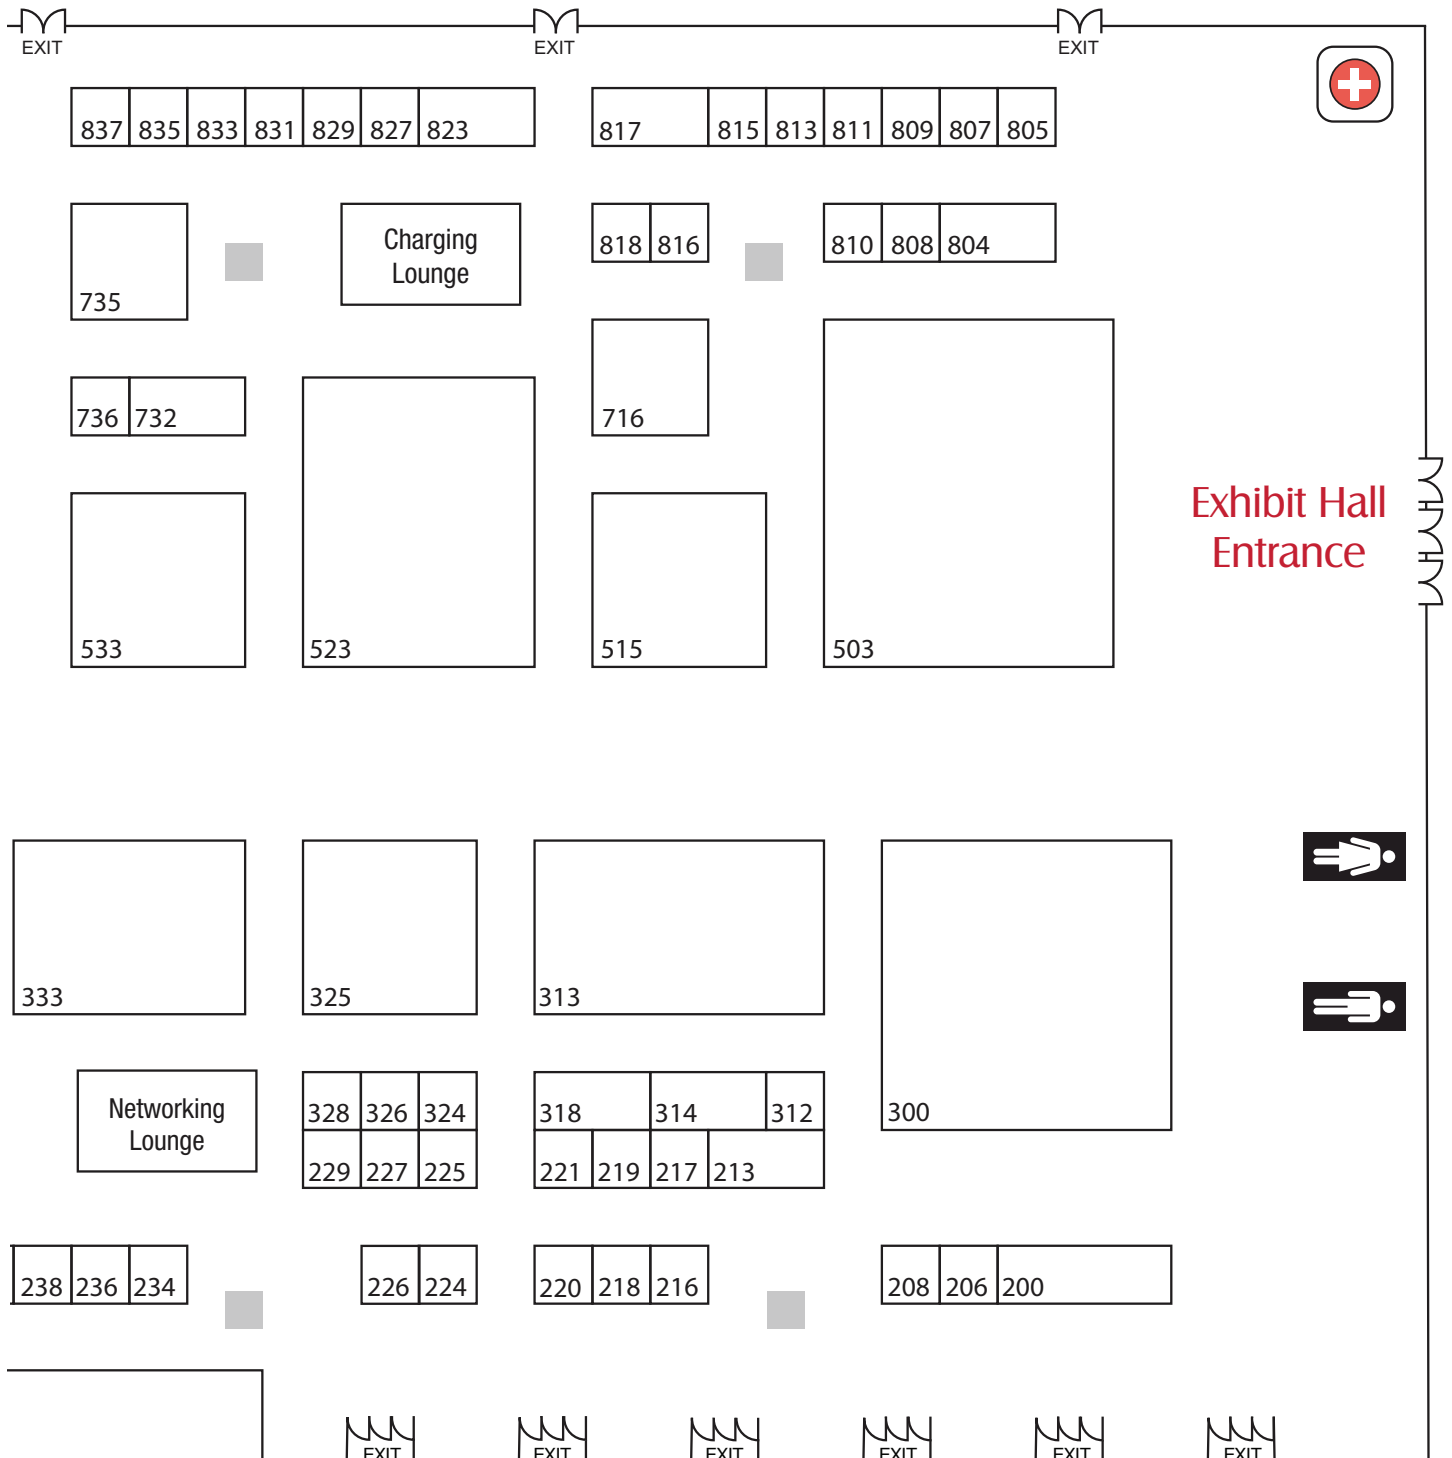 EXIT EXIT EXIT
837 835 833 831 829 827 823 817 815 813 811 809 807 805
Charging
Lounge
818 816 810 808 804
735
736 732 716
Exhibit Hall
Entrance
533 523 515 503
333 325 313
Networking
Lounge
328 326 324 318 314 312 300
229 227 225 221 219 217 213
238 236 234 226 224 220 218 216 208 206 200
EXIT EXIT EXIT EXIT EXIT EXIT